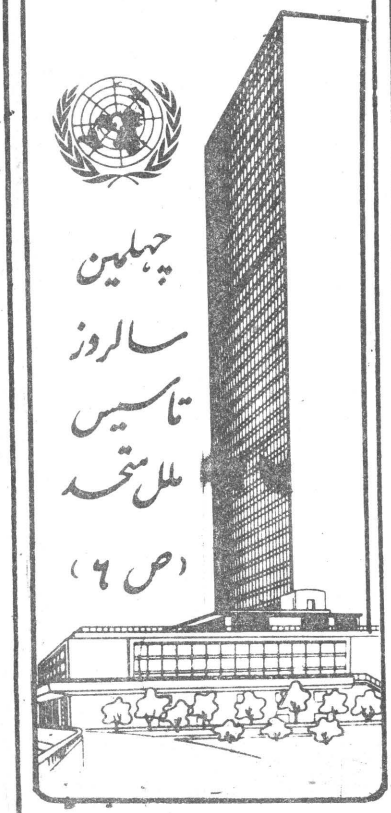 چهلمین
سالروز
تاسیس
ملل متحد
(ص ۶)